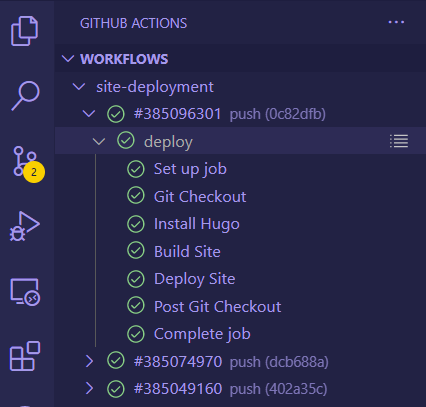 GITHUB ACTIONS
WORKFLOWS
site-deployment
#385096301 push (0c82dfb)
deploy
Set up job
Git Checkout
2
Install Hugo
Build Site
Deploy Site
Post Git Checkout
Complete job
#385074970 push (dcb688a)
#385049160 push (402a35c)